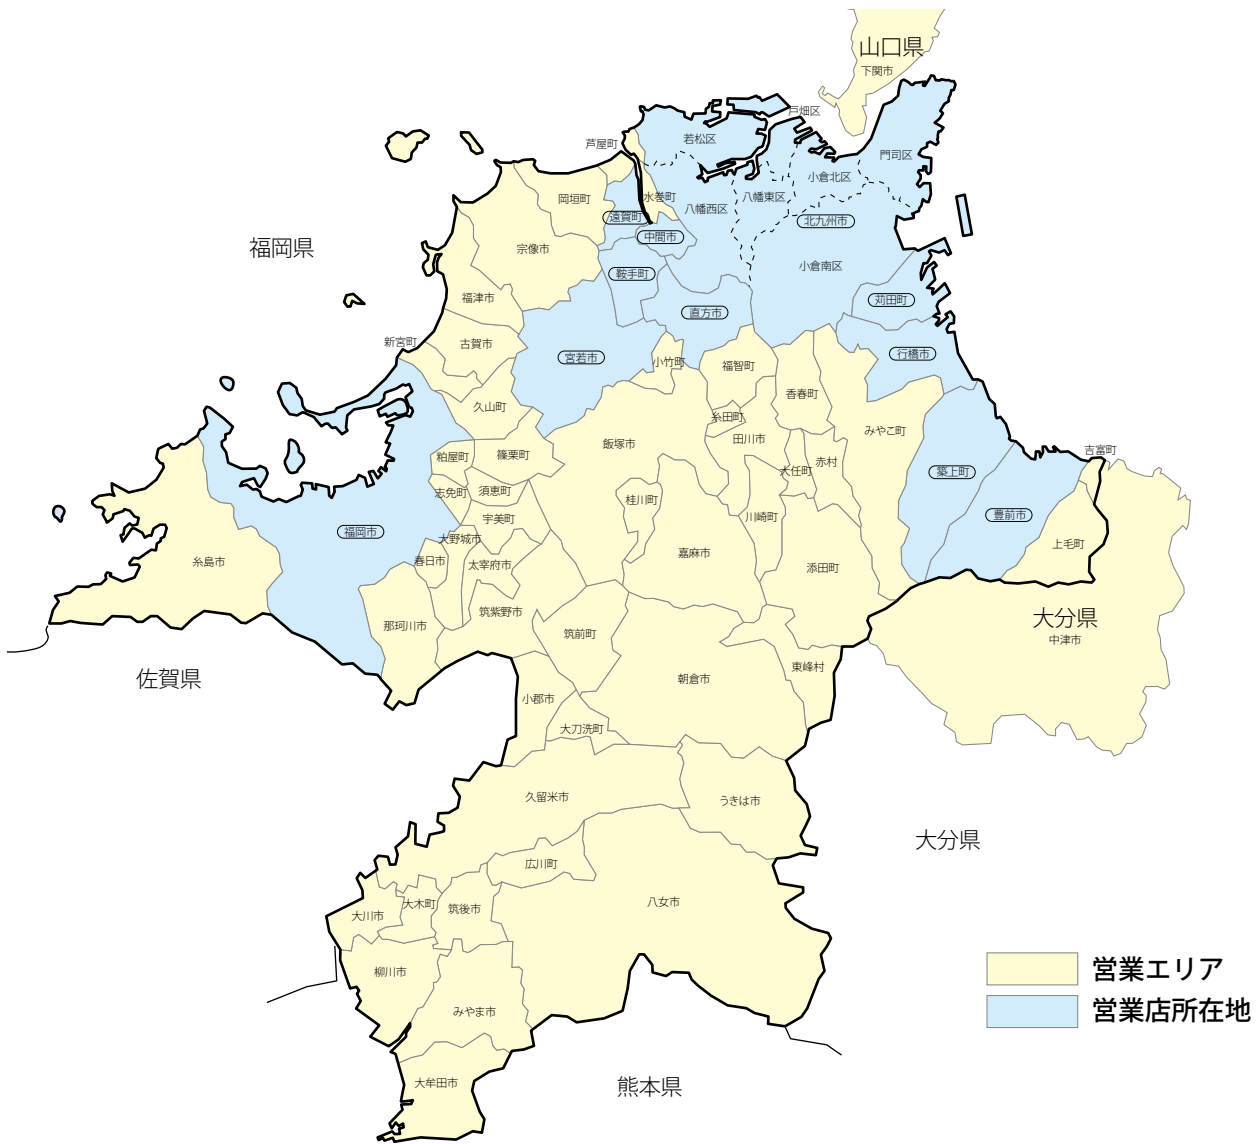 山口県
下関市
戸畑区
若松区
芦屋町
門司区
小倉北区
岡垣町
水巻町
八幡東区
八幡西区
遠賀町
北九州市
中間市
福岡県
宗像市
小倉南区
鞍手町
福津市
苅田町
直方市
新宮町
古賀市
行橋市
宮若市
小竹町
福智町
香春町
久山町
糸田町
みやこ町
飯塚市
田川市
吉富町
粕屋町
篠栗町
大任町
赤村
築上町
志免町
須恵町
桂川町
宇美町
川崎町
豊前市
福岡市
大野城市
上毛町
糸島市
春日市
太宰府市
嘉麻市
添田町
筑紫野市
大分県
那珂川市
筑前町
中津市
佐賀県
朝倉市
東峰村
小郡市
大刀洗町
久留米市
うきは市
大分県
広川町
大川市
大木町
筑後市
八女市
柳川市
営業エリア
みやま市
営業店所在地
大牟田市
熊本県